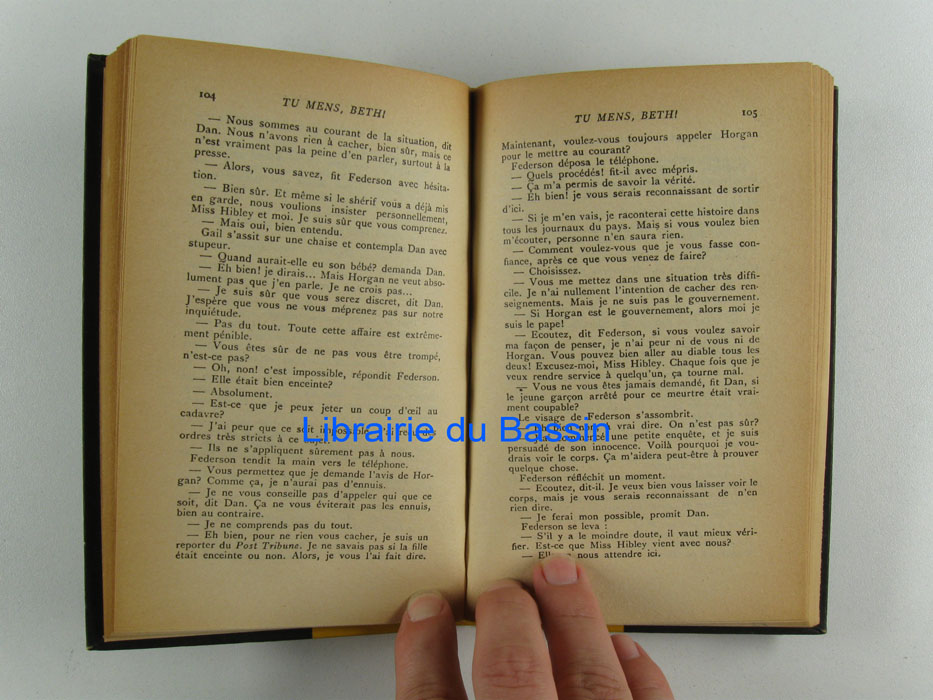 104
TU MENS, BETH!
— Nous sommes au courant de la situation, dit
Dan. Nous n'avons rien à cacher, bien sûr, mais ce
n'est vraiment pas la peine d'en parler, surtout à la
presse.
— Alors, vous savez, fit Federson avec hésita-
tion.
— Bien sûr. Et même si le shérif vous a déjà mis
en garde, nous voulions insister personnellement,
Miss Hibley et moi. Je suis sûr que vous comprenez.
— Mais oui, bien entendu.
Gail s'assit sur une chaise et contempla Dan avec
stupeur.
— Quand aurait-elle eu son bébé? demanda Dan.
— Eh bien! je dirais... Mais Horgan ne veut abso-
lument pas que j'en parle. Je ne crois pas...
— Je suis sûr que vous serez discret, dit Dan.
J'espère que vous ne vous méprenez pas sur notre
inquiétude.
— Pas du tout. Toute cette affaire est extrême-
ment pénible.
— Vous êtes sûr de ne pas vous être trompé,
n'est-ce pas?
— Oh, non! c'est impossible, répondit Federson.
— Elle était bien enceinte?
— Absolument.
— Est-ce que je peux jeter un coup d'œil au
cadavre?
— J'ai peur que ce soit impossible.
ordres très stricts à ce sujet.
— Ils ne s'appliquent sûrement pas à nous.
Federson tendit la main vers le téléphone.
— Vous permettez que je demande l'avis de Hor-
gan? Comme ça, je n'aurai pas d'ennuis.
— Je ne vous conseille pas d'appeler qui que ce
soit, dit Dan. Ça ne vous éviterait pas les ennuis,
bien au contraire.
— Je ne comprends pas du tout.
— Eh bien, pour ne rien vous cacher, je suis un
reporter du Post Tribune. Je ne savais pas si la fille
était enceinte ou non. Alors, je vous l'ai fait dire.
TU MENS, BETH!
105
Maintenant, voulez-vous toujours appeler Horgan
pour le mettre au courant?
Federson déposa le téléphone.
— Quels procédés! fit-il avec mépris.
— Ça m'a permis de savoir la vérité.
— Eh bien! je vous serais reconnaissant de sortir
d'ici.
— Si je m'en vais, je raconterai cette histoire dans
tous les journaux du pays. Mais si vous voulez bien
m'écouter, personne n'en saura rien.
— Comment voulez-vous que je vous fasse con-
fiance, après ce que vous venez de faire?
— Choisissez.
— Vous me mettez dans une situation très diffi-
cile. Je n'ai nullement l'intention de cacher des ren-
seignements. Mais je ne suis pas le gouvernement.
— Si Horgan est le gouvernement, alors moi je
suis le pape!
— Ecoutez, dit Federson, si vous voulez savoir
ma façon de penser, je n'ai peur ni de vous ni de
Horgan. Vous pouvez bien aller au diable tous les
deux! Excusez-moi, Miss Hibley. Chaque fois que je
veux rendre service à quelqu'un, ça tourne mal.
— Vous ne vous êtes jamais demandé, fit Dan, si
le jeune garçon arrêté pour ce meurtre était vrai-
ment coupable?
Le visage de Federson s'assombrit.
vrai dire. On n'est pas sûr?
une petite enquête, et je suis
persuadé de son innocence. Voilà pourquoi je vou-
drais voir le corps. Ça m'aidera peut-être à prouver
quelque chose.
Federson réfléchit un moment.
— Ecoutez, dit-il. Je veux bien vous laisser voir le
corps, mais je vous serais reconnaissant de n'en
rien dire.
— Je ferai mon possible, promit Dan.
Federson se leva :
— S'il y a le moindre doute, il vaut mieux véri-
fier. Est-ce que Miss Hibley vient avec nous?
nous attendre ici.
Librairie du Bassin